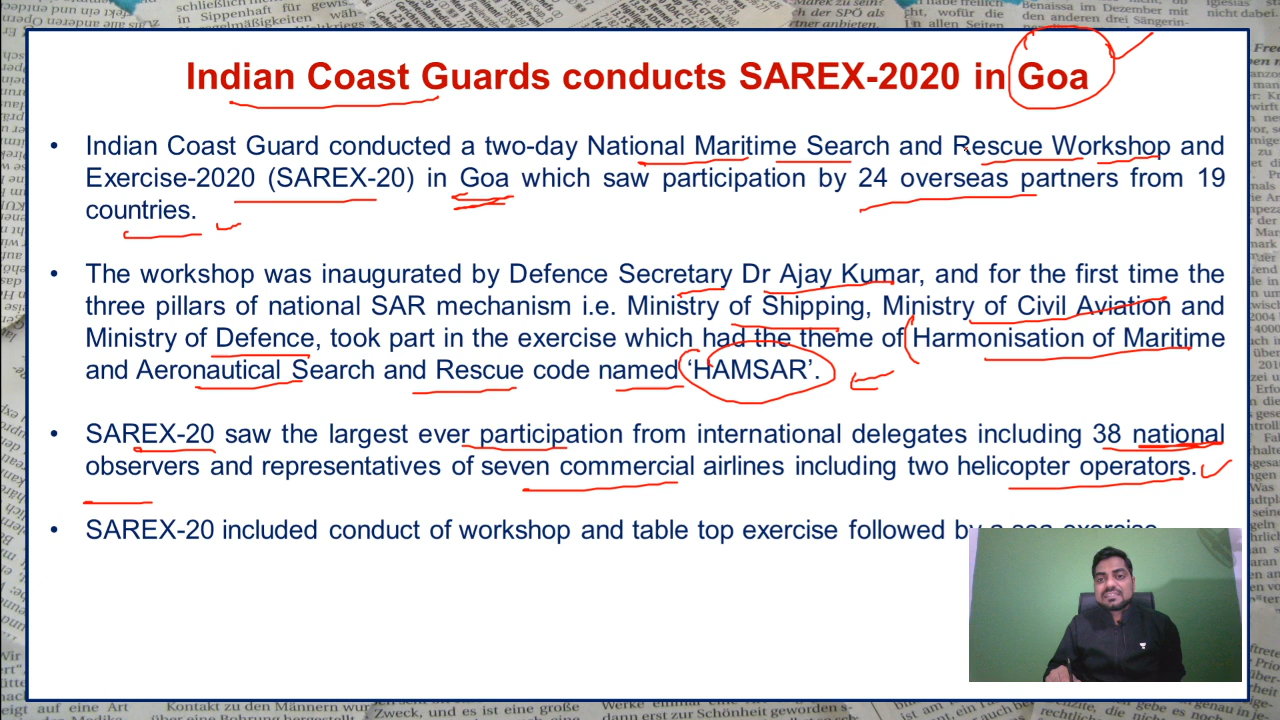 Indian Coast Guards conducts SAREX-2020 in Goa
• Indian Coast Guard conducted a two-day National Maritime Search and Rescue Workshop and
Exercise-2020 (SAREX-20) in Goa which saw participation by 24 overseas partners from 19
countries.
• The workshop was inaugurated by Defence Secretary Dr Ajay Kumar, and for the first time the
three pillars of national SAR mechanism i.e. Ministry of Shipping, Ministry of Civil Aviation and
Ministry of Defence, took part in the exercise which had the theme of Harmonisation of Maritime
and Aeronautical Search and Rescue code named ‘HAMSAR’.
• SAREX-20 saw the largest ever participation from international delegates including 38 national
observers and representatives of seven commercial airlines including two helicopter operators.
• SAREX-20 included conduct of workshop and table top exercise followed by a sea exercise